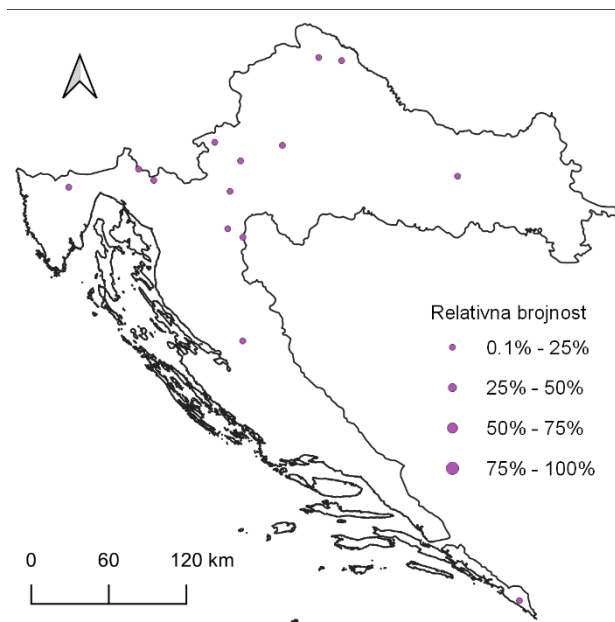 Relativna brojnost
0.1% - 25%
25% - 50%
50% - 75%
75% - 100%
0 60 120 km